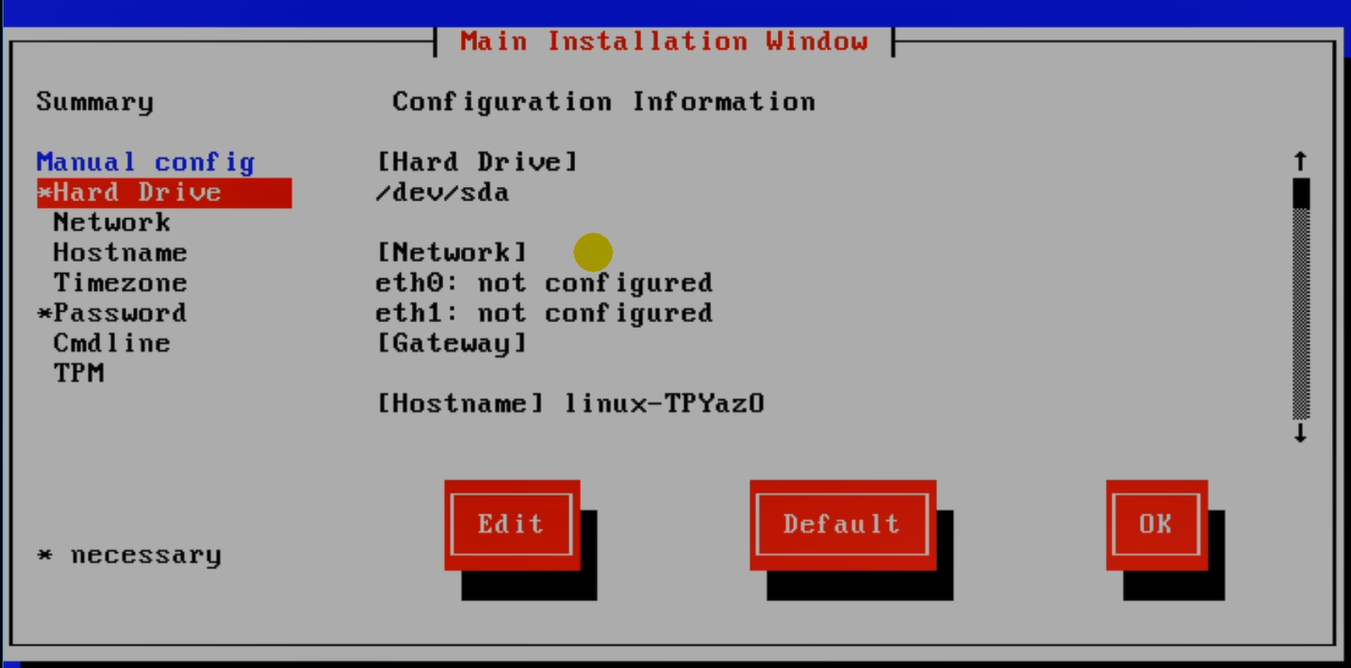 Main Installation Window
Summary Configuration Information
Manual config [Hard Drive]
*Hard Drive /dev/sda
Network
Hostname [Network]
Timezone eth0: not configured
*Password eth1: not configured
Cmdline [Gateway]
TPM
[Hostname] linux-TPYazO
Edit Default OK
* necessary